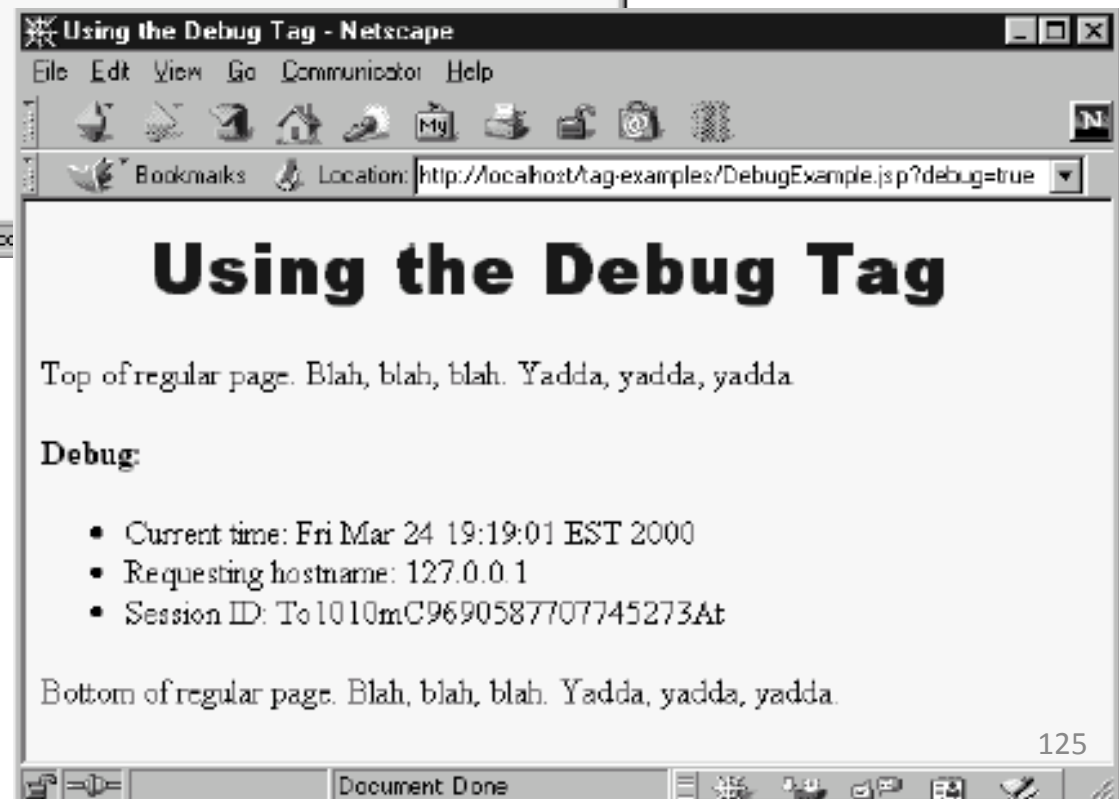 Using the Debug Tag - Netscape
File Edit View Go Communicator Help
My
N
Bookmarks Location: http://localhost/tag-examples/DebugExample.jsp?debug=true
Using the Debug Tag
Top of regular page. Blah, blah, blah. Yadda, yadda, yadda.
Debug:
• Current time: Fri Mar 24 19:19:01 EST 2000
• Requesting hostname: 127.0.0.1
• Session ID: To1010mC9690587707745273At
Bottom of regular page. Blah, blah, blah. Yadda, yadda, yadda.
125
Document Done